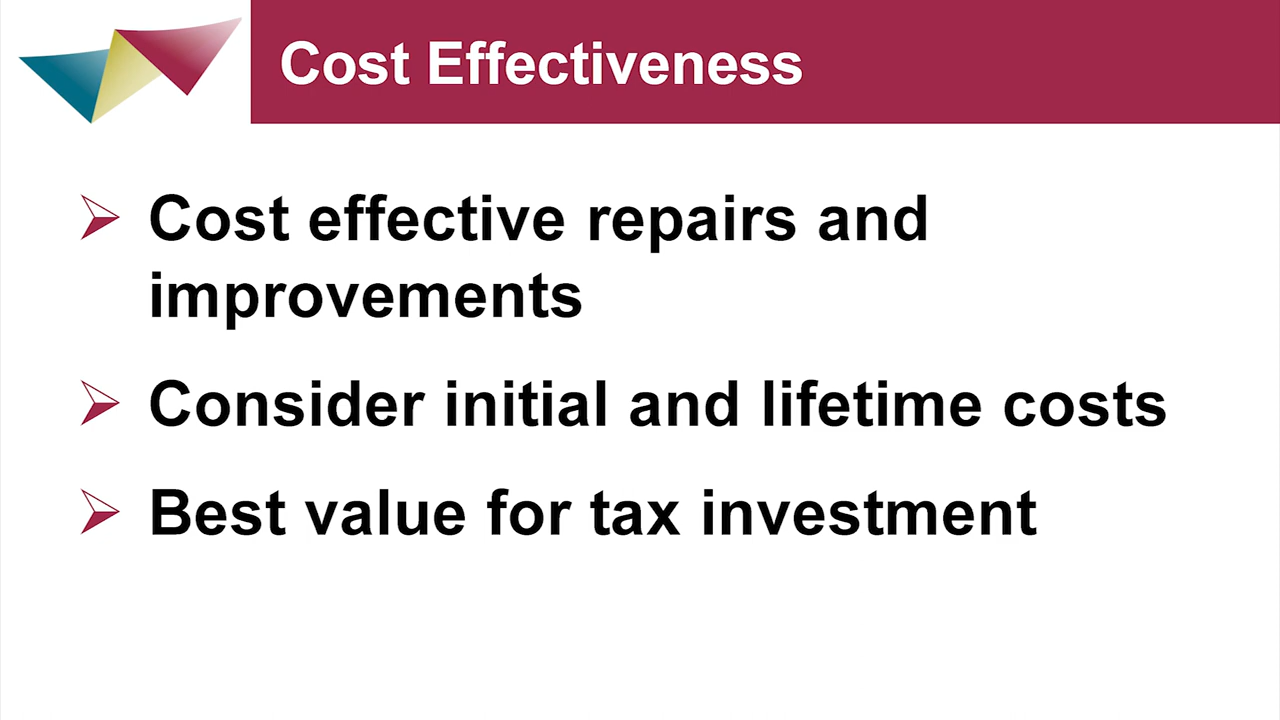 Cost Effectiveness
Cost effective repairs and
improvements
Consider initial and lifetime costs
Best value for tax investment